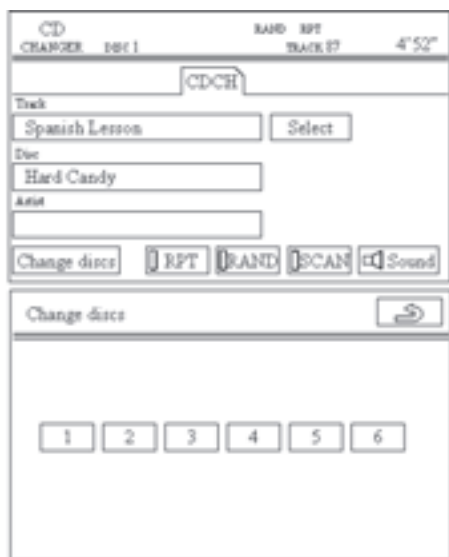 CD RAND RPT
CHANGER DISC 1 TRACK 87 4'52"
CDCH
Track
Spanish Lesson Select
Disc
Hard Candy
Artist
Change discs RPT RAND SCAN Sound
Change discs
1 2 3 4 5 6